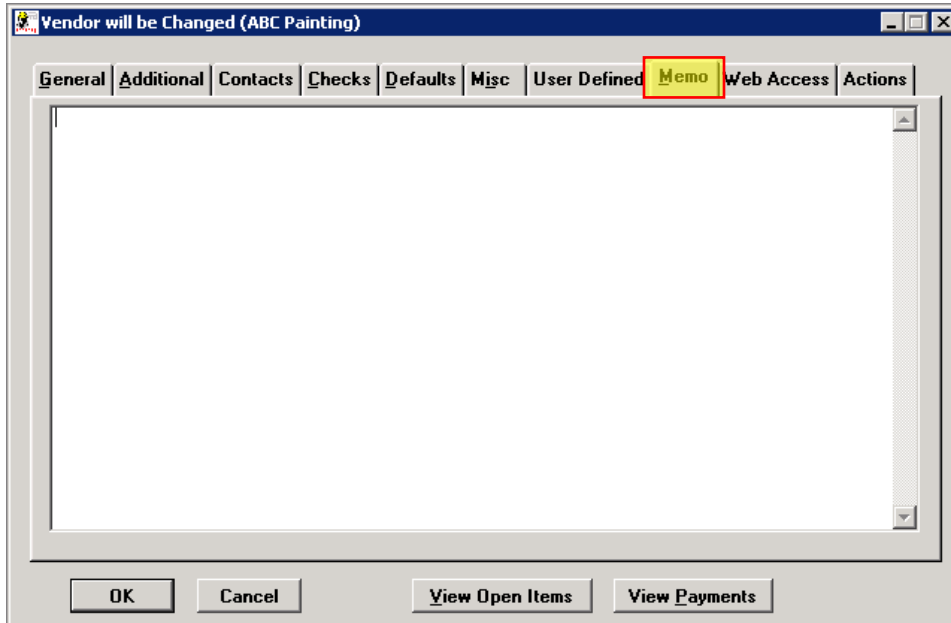 Vendor will be Changed (ABC Painting)
General Additional Contacts Checks Defaults Misc User Defined Memo Web Access Actions
OK Cancel View Open Items View Payments